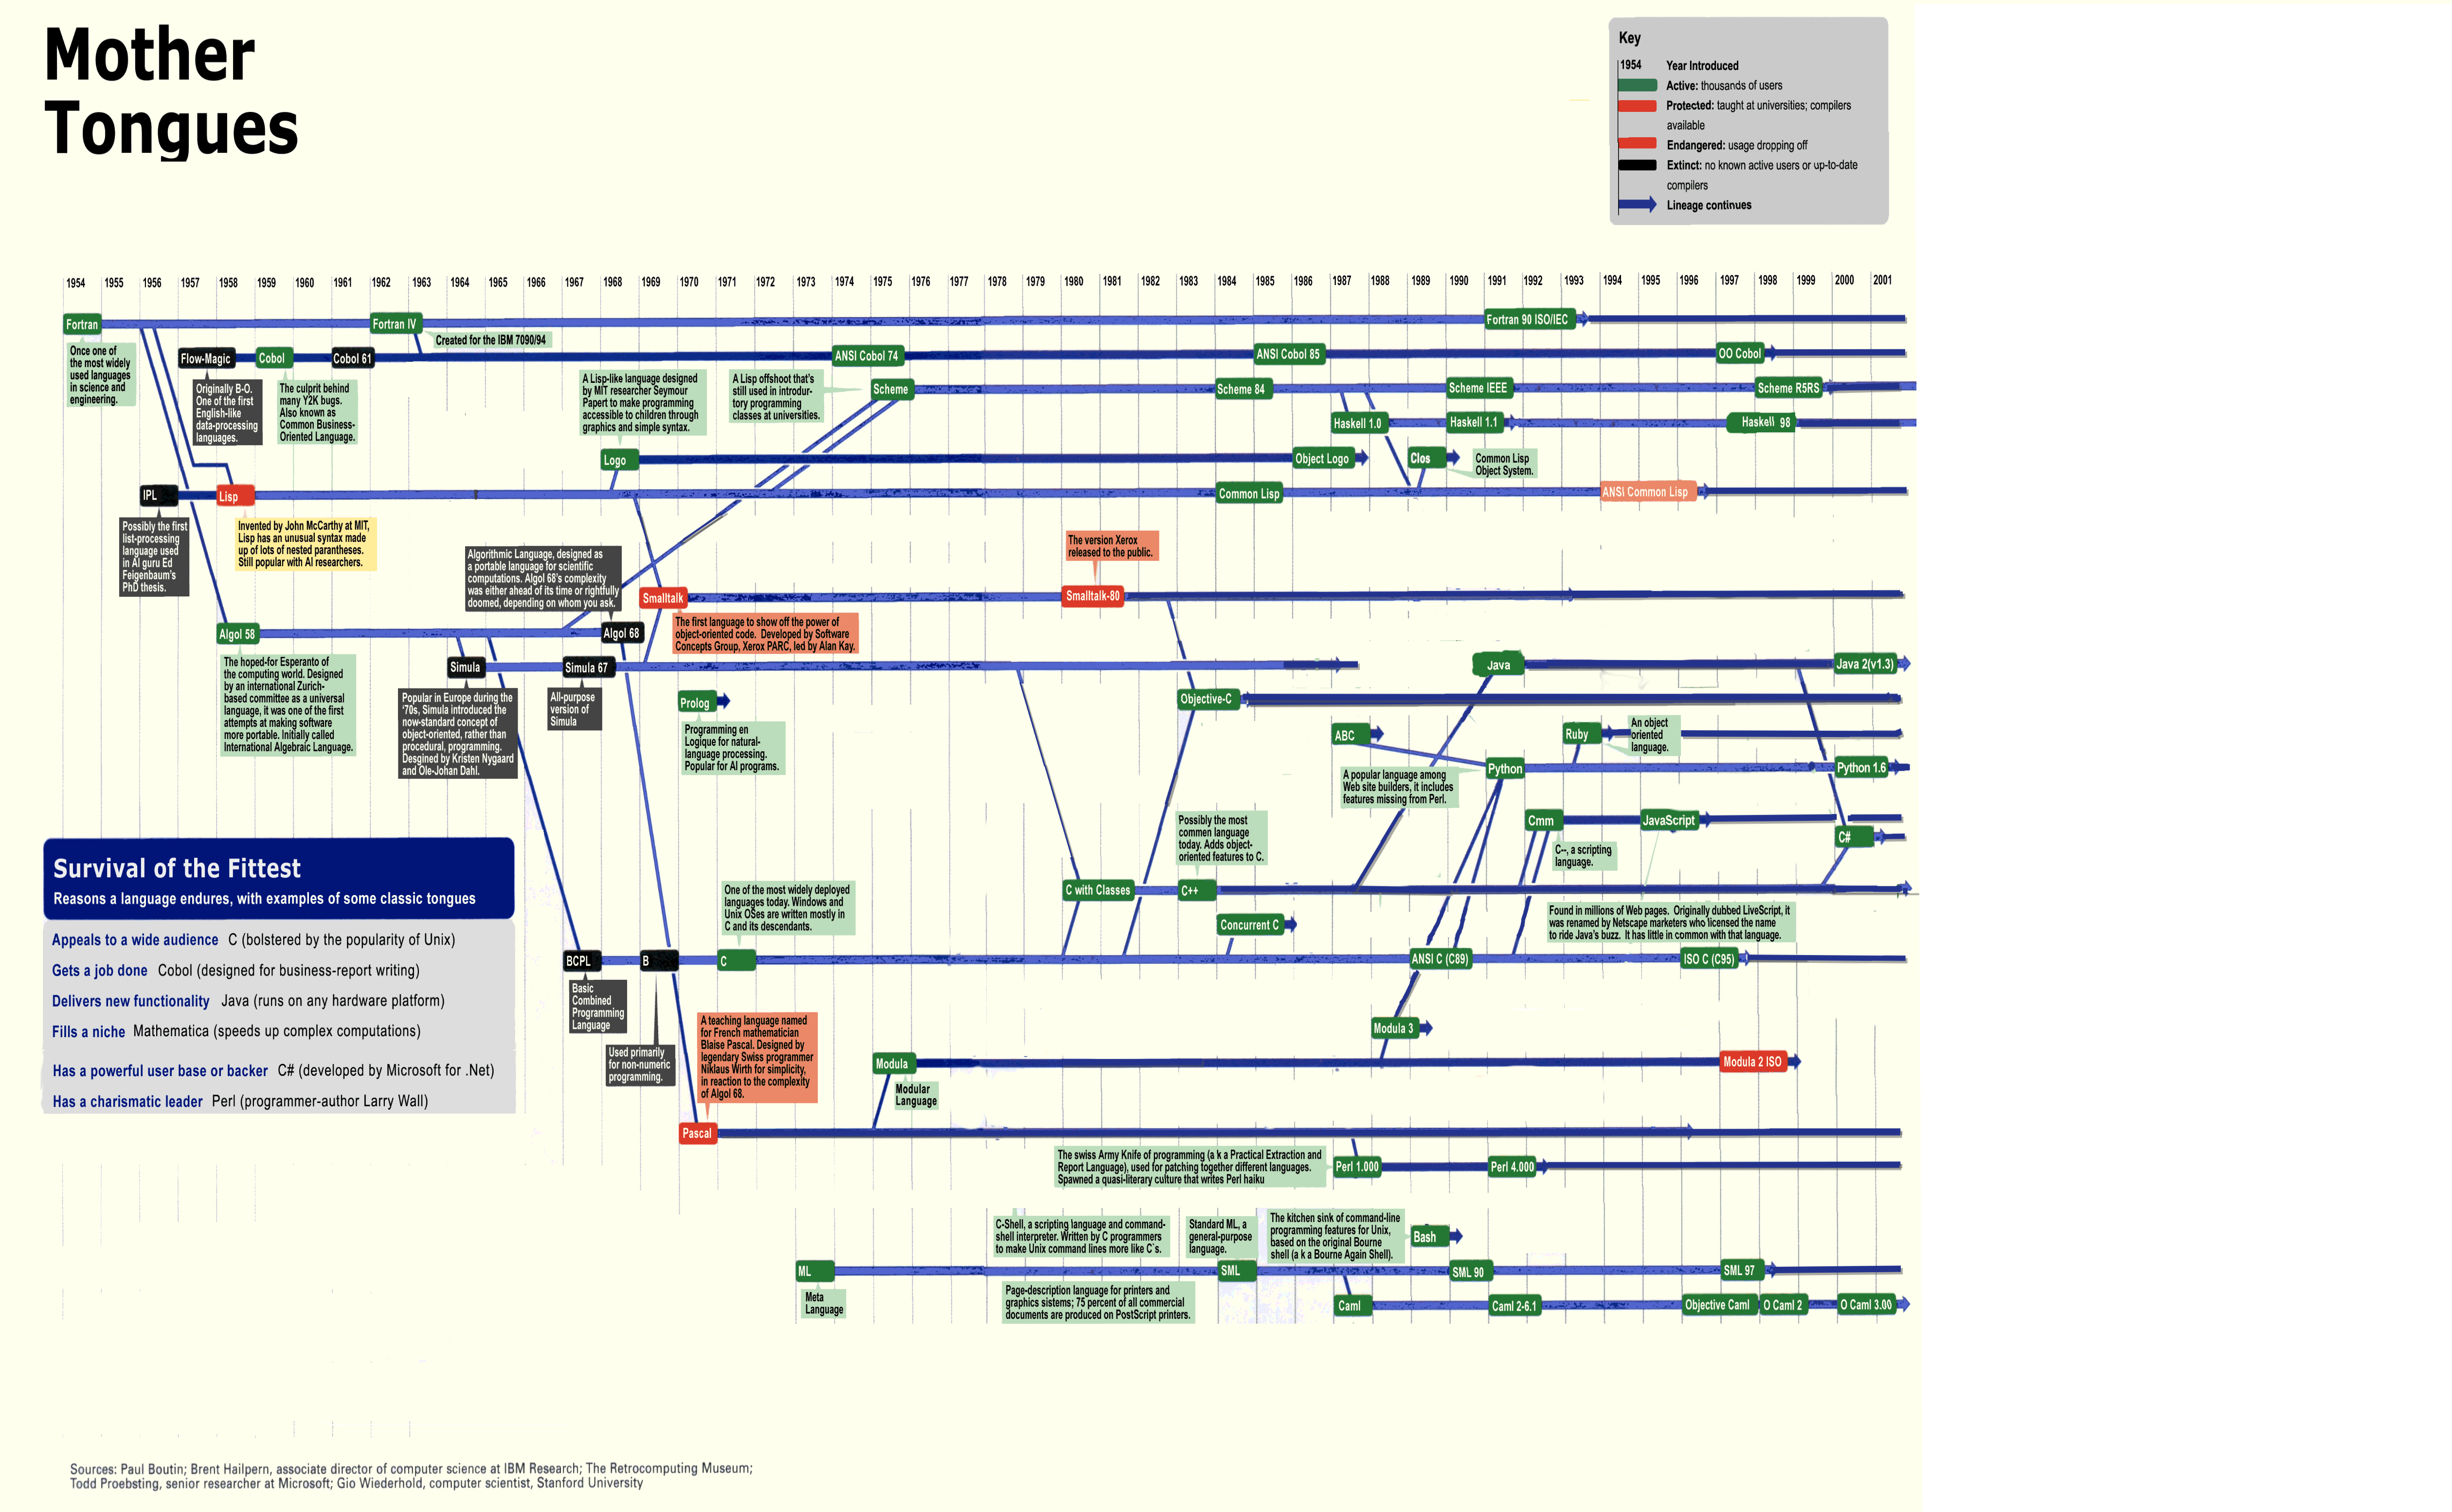 Mother
Tongues
Key
1954 Year Introduced
Active: thousands of users
Protected: taught at universities; compilers
available
Endangered: usage dropping off
Extinct: no known active users or up-to-date
compilers
Lineage continues
1954 1955 1956 1957 1958 1959 1960 1961 1962 1963 1964 1965 1966 1967 1968 1969 1970 1971 1972 1973 1974 1975 1976 1977 1978 1979 1980 1981 1982 1983 1984 1985 1986 1987 1988 1989 1990 1991 1992 1993 1994 1995 1996 1997 1998 1999 2000 2001
Fortran
Fortran IV
Fortran 90 ISO/IEC
Created for the IBM 7090/94
Once one of
the most widely
used languages
in science and
engineering.
Flow-Magic
Cobol
Cobol 61
ANSI Cobol 74
ANSI Cobol 85
OO Cobol
Originally B-O.
One of the first
English-like
data-processing
languages.
The culprit behind
many Y2K bugs.
Also known as
Common Business-
Oriented Language.
A Lisp-like language designed
by MIT researcher Seymour
Papert to make programming
accessible to children through
graphics and simple syntax.
A Lisp offshoot that's
still used in introdur-
tory programming
classes at universities.
Scheme
Scheme 84
Scheme IEEE
Scheme R5RS
Haskell 1.0
Haskell 1.1
Haskell 98
Logo
Object Logo
Clos
Common Lisp
Object System.
IPL
Lisp
Common Lisp
ANSI Common Lisp
Possibly the first
list-processing
language used
in AI guru Ed
Feigenbaum's
PhD thesis.
Invented by John McCarthy at MIT,
Lisp has an unusual syntax made
up of lots of nested parantheses.
Still popular with AI researchers.
Algorithmic Language, designed as
a portable language for scientific
computations. Algol 68's complexity
was either ahead of its time or rightfully
doomed, depending on whom you ask.
The version Xerox
released to the public.
Smalltalk
Smalltalk-80
The first language to show off the power of
object-oriented code. Developed by Software
Concepts Group, Xerox PARC, led by Alan Kay.
Algol 58
Algol 68
The hoped-for Esperanto of
the computing world. Designed
by an international Zurich-
based committee as a universal
language, it was one of the first
attempts at making software
more portable. Initially called
International Algebraic Language.
Simula
Simula 67
Java
Java 2(v1.3)
Popular in Europe during the
'70s, Simula introduced the
now-standard concept of
object-oriented, rather than
procedural, programming.
Desgined by Kristen Nygaard
and Ole-Johan Dahl.
All-purpose
version of
Simula
Prolog
Programming en
Logique for natural-
language processing.
Popular for AI programs.
Objective-C
ABC
Ruby
An object
oriented
language.
Python
Python 1.6
A popular language among
Web site builders, it includes
features missing from Perl.
Cmm
JavaScript
C#
C--, a scripting
language.
Possibly the most
commen language
today. Adds object-
oriented features to C.
C with Classes
C++
One of the most widely deployed
languages today. Windows and
Unix OSes are written mostly in
C and its descendants.
Found in millions of Web pages. Originally dubbed LiveScript, it
was renamed by Netscape marketers who licensed the name
to ride Java's buzz. It has little in common with that language.
Concurrent C
BCPL
B
C
ANSI C (C89)
ISO C (C95)
Basic
Combined
Programming
Language
Used primarily
for non-numeric
programming.
A teaching language named
for French mathematician
Blaise Pascal. Designed by
legendary Swiss programmer
Niklaus Wirth for simplicity,
in reaction to the complexity
of Algol 68.
Modula 3
Modula
Modula 2 ISO
Modular
Language
Pascal
The swiss Army Knife of programming (a k a Practical Extraction and
Report Language), used for patching together different languages.
Spawned a quasi-literary culture that writes Perl haiku
Perl 1.000
Perl 4.000
C-Shell, a scripting language and command-
shell interpreter. Written by C programmers
to make Unix command lines more like C`s.
Standard ML, a
general-purpose
language.
The kitchen sink of command-line
programming features for Unix,
based on the original Bourne
shell (a k a Bourne Again Shell).
Bash
ML
SML
SML 90
SML 97
Meta
Language
Page-description language for printers and
graphics sistems; 75 percent of all commercial
documents are produced on PostScript printers.
Caml
Caml 2-6.1
Objective Caml
O Caml 2
O Caml 3.00
Survival of the Fittest
Reasons a language endures, with examples of some classic tongues
Appeals to a wide audience C (bolstered by the popularity of Unix)
Gets a job done Cobol (designed for business-report writing)
Delivers new functionality Java (runs on any hardware platform)
Fills a niche Mathematica (speeds up complex computations)
Has a powerful user base or backer C# (developed by Microsoft for .Net)
Has a charismatic leader Perl (programmer-author Larry Wall)
Sources: Paul Boutin; Brent Hailpern, associate director of computer science at IBM Research; The Retrocomputing Museum;
Todd Proebsting, senior researcher at Microsoft; Gio Wiederhold, computer scientist, Stanford University